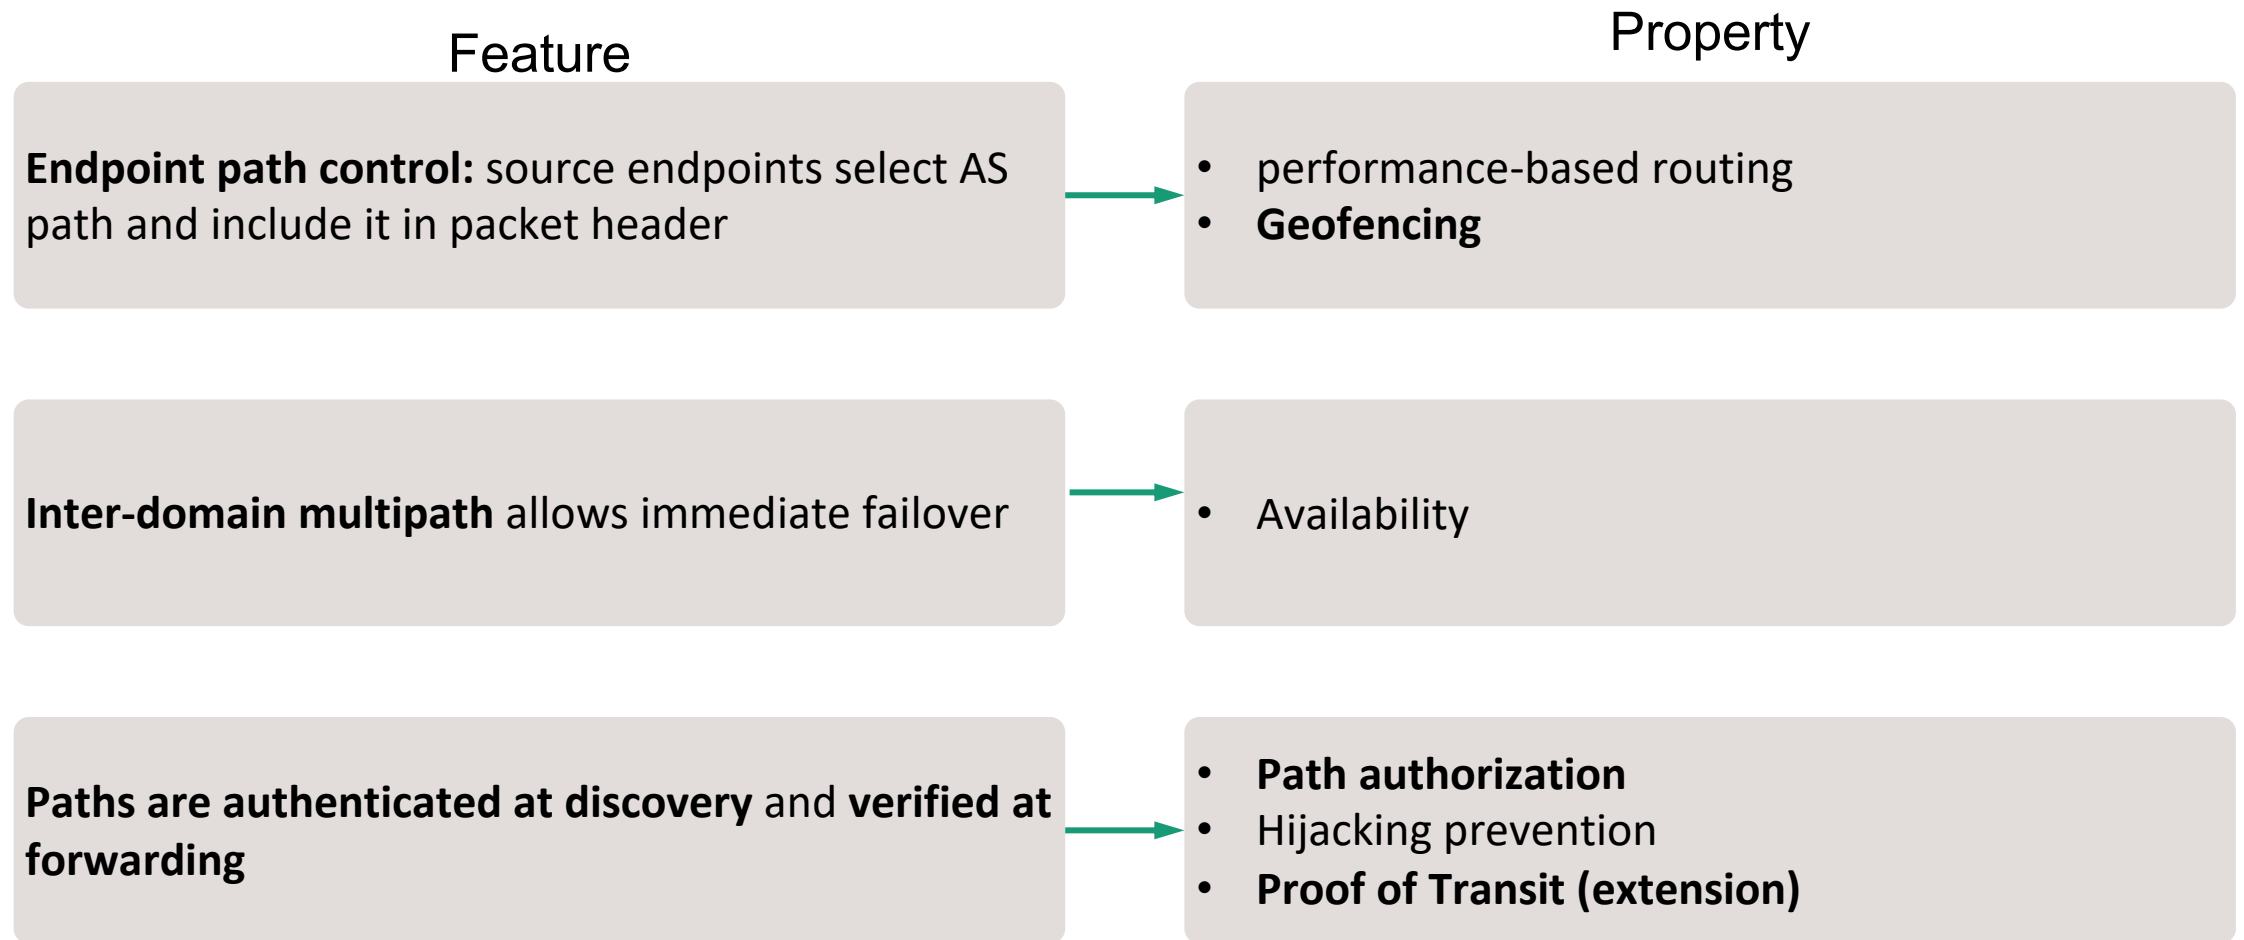 Feature
Property
Endpoint path control: source endpoints select AS
path and include it in packet header
• performance-based routing
• Geofencing
Inter-domain multipath allows immediate failover
• Availability
Paths are authenticated at discovery and verified at
forwarding
• Path authorization
• Hijacking prevention
• Proof of Transit (extension)